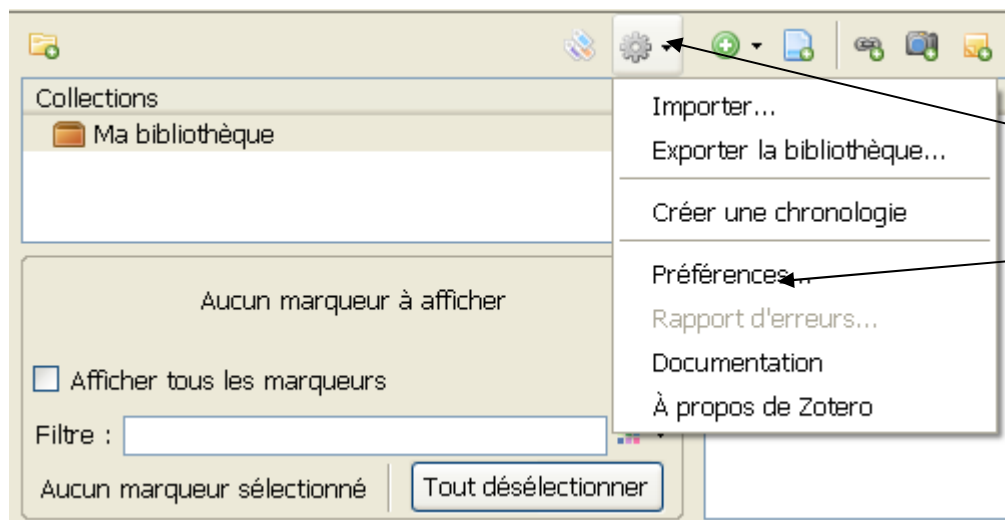 Collections
Ma bibliothèque
Importer...
Exporter la bibliothèque...
Créer une chronologie
Préférences...
Rapport d'erreurs...
Documentation
À propos de Zotero
Aucun marqueur à afficher
Afficher tous les marqueurs
Filtre :
Aucun marqueur sélectionné
Tout désélectionner